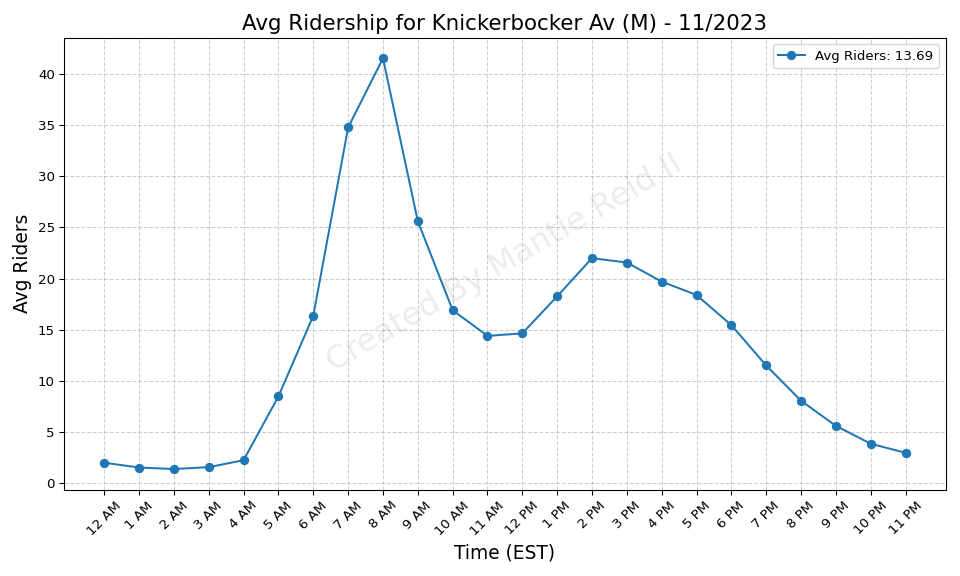 Avg Ridership for Knickerbocker Av (M) - 11/2023
Avg Riders: 13.69
Avg Riders
40
35
30
25
20
15
10
5
0
Created By Mantie Reid II
12 AM
1 AM
2 AM
3 AM
4 AM
5 AM
6 AM
7 AM
8 AM
9 AM
10 AM
11 AM
12 PM
1 PM
2 PM
3 PM
4 PM
5 PM
6 PM
7 PM
8 PM
9 PM
10 PM
11 PM
Time (EST)